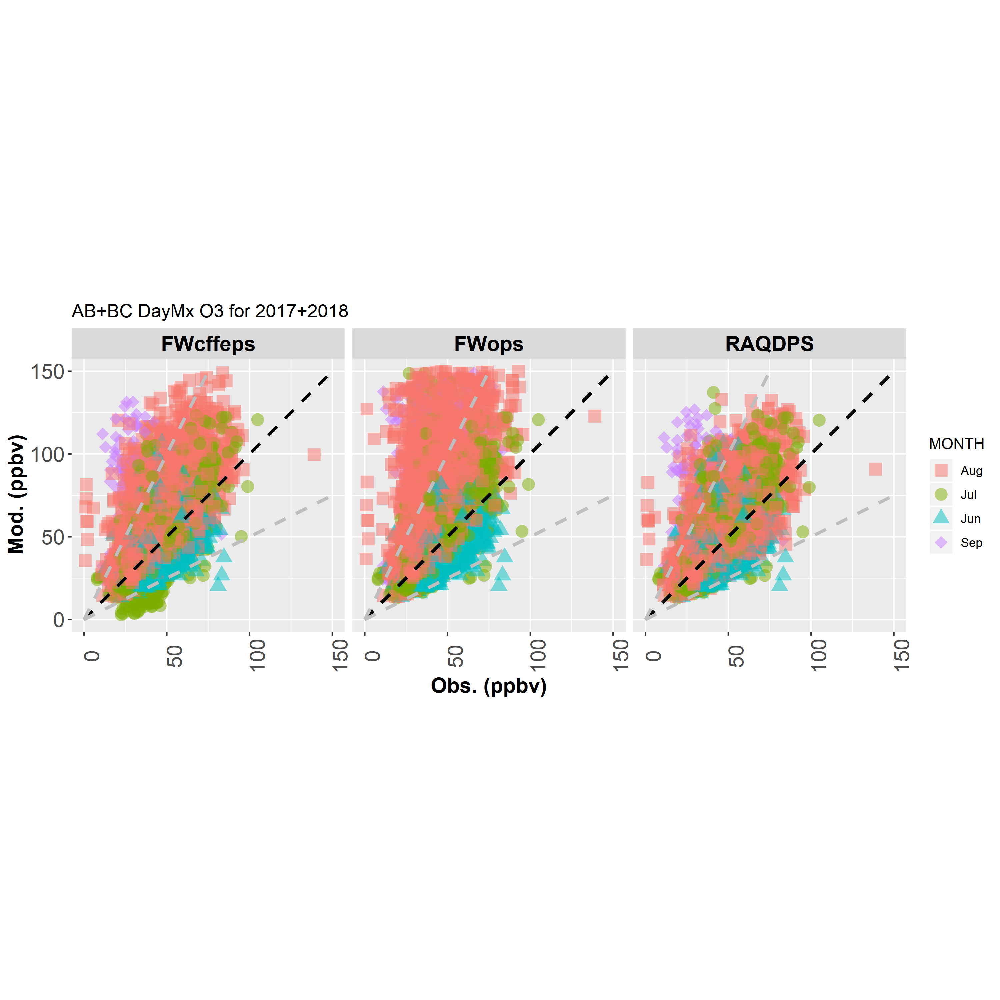 AB+BC DayMx O3 for 2017+2018
FWcffeps FWops RAQDPS
150
100
50
0
Mod. (ppbv)
0 50 100 150 0 50 100 150 0 50 100 150
Obs. (ppbv)
MONTH
Aug
Jul
Jun
Sep